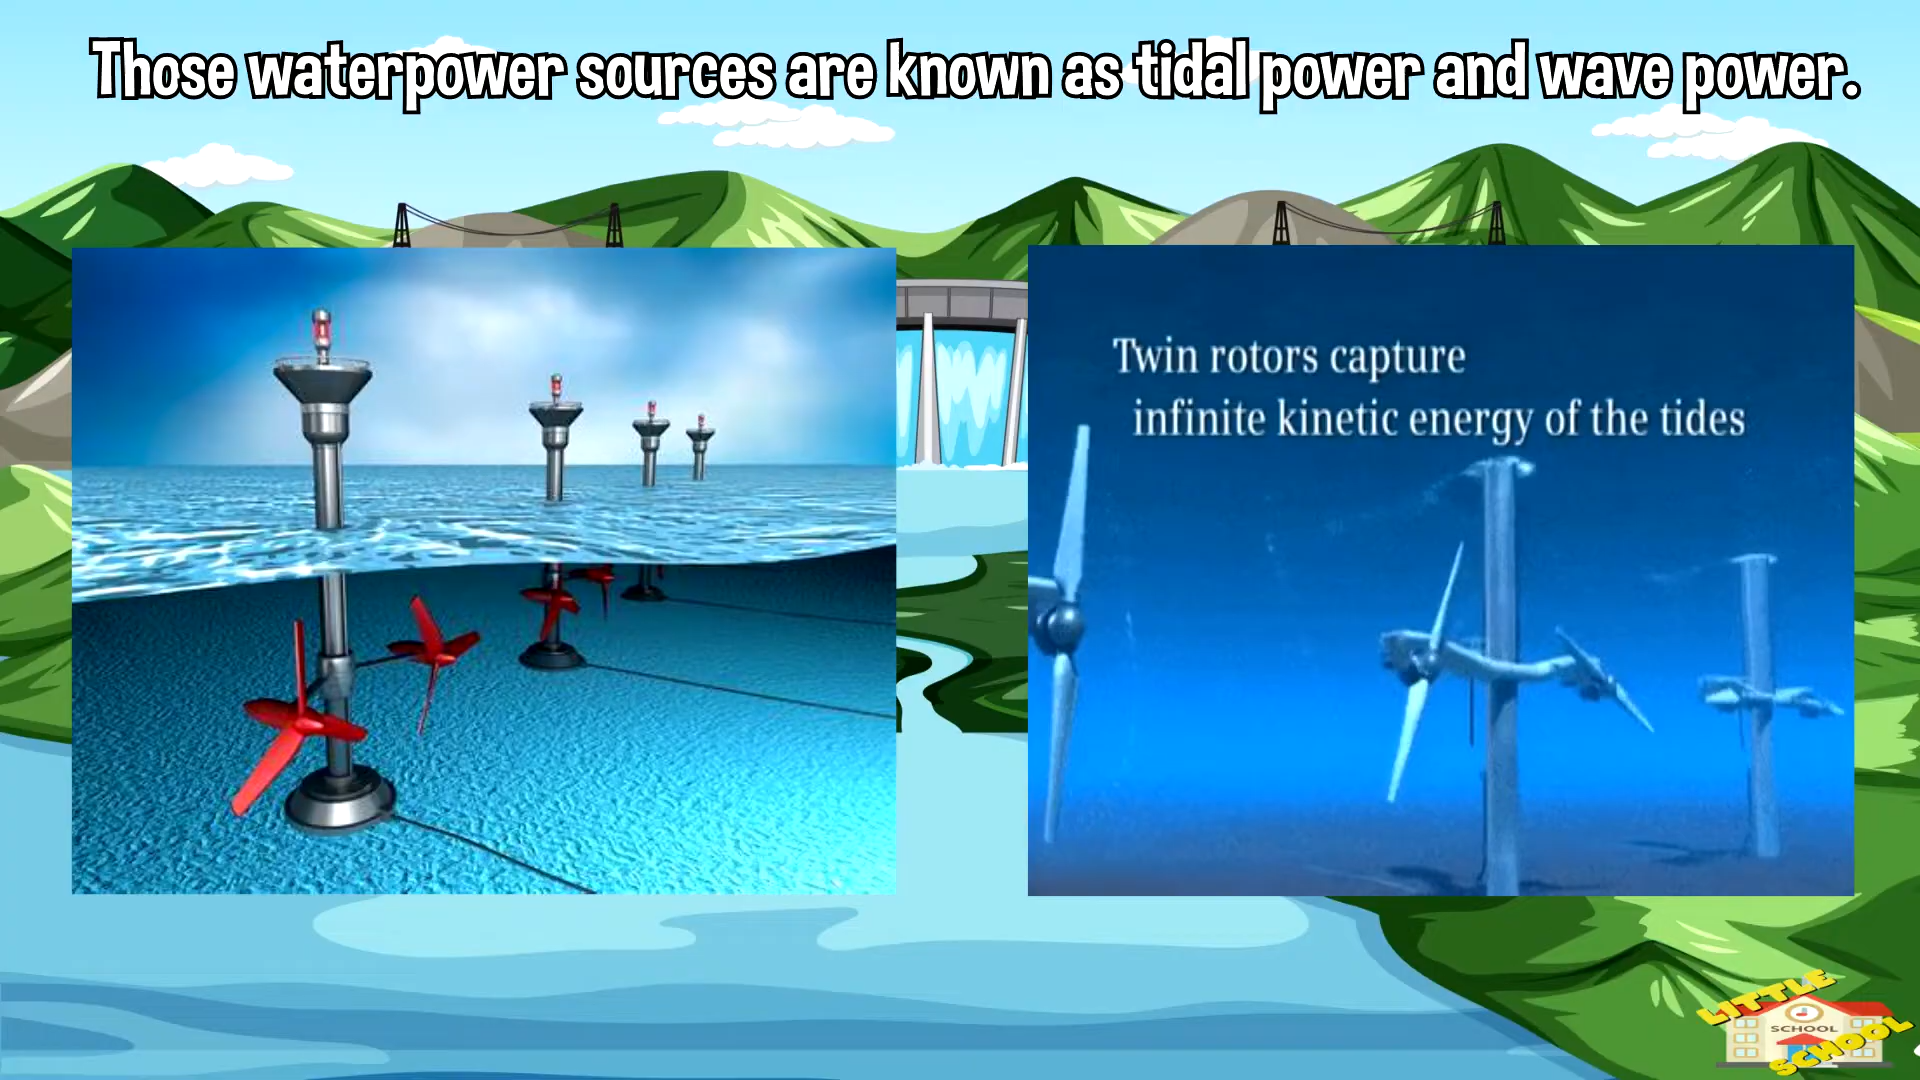 Those waterpower sources are known as tidal power and wave power.
Twin rotors capture
infinite kinetic energy of the tides
LITTLE
SCHOOL
SCHOOL